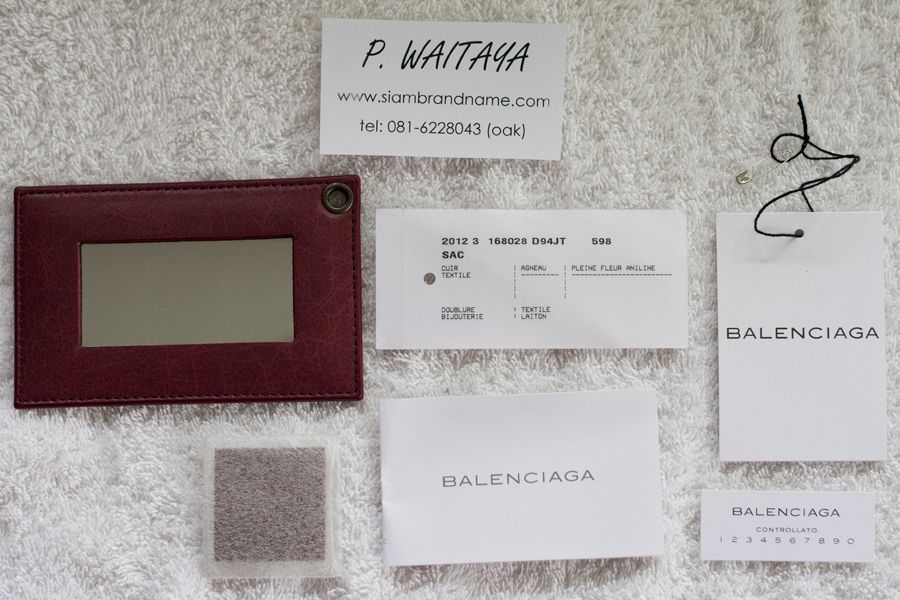 P. WAITAYA
www.siambrandname.com
tel: 081-6228043 (oak)
2012 3 168028 D94JT 598
SAC
CUIR | AGNEAU | PLEINE FLEUR ANILINE
TEXTILE
DOUBLURE : TEXTILE
BIJOUTERIE : LAITON
BALENCIAGA
BALENCIAGA
BALENCIAGA
CONTROLLATO
1 2 3 4 5 6 7 8 9 0